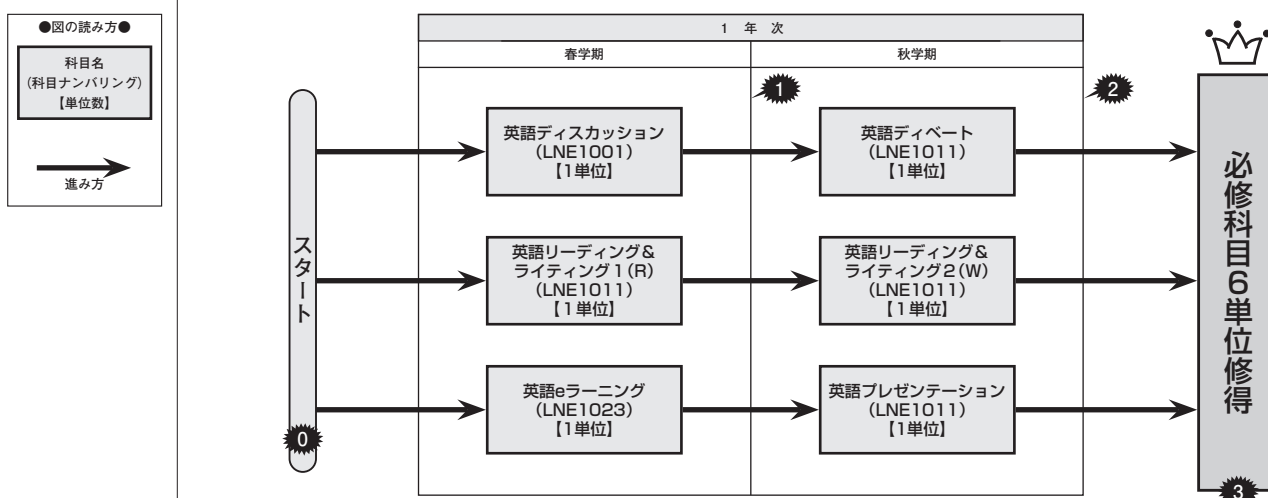 ●図の読み方●
科目名
(科目ナンバリング)
【単位数】
進み方
1 年 次
春学期
秋学期
1
2
スタート
0
英語ディスカッション
(LNE1001)
【1単位】
英語ディベート
(LNE1011)
【1単位】
英語リーディング&
ライティング1(R)
(LNE1011)
【1単位】
英語リーディング&
ライティング2(W)
(LNE1011)
【1単位】
英語eラーニング
(LNE1023)
【1単位】
英語プレゼンテーション
(LNE1011)
【1単位】
必修科目6単位修得
3